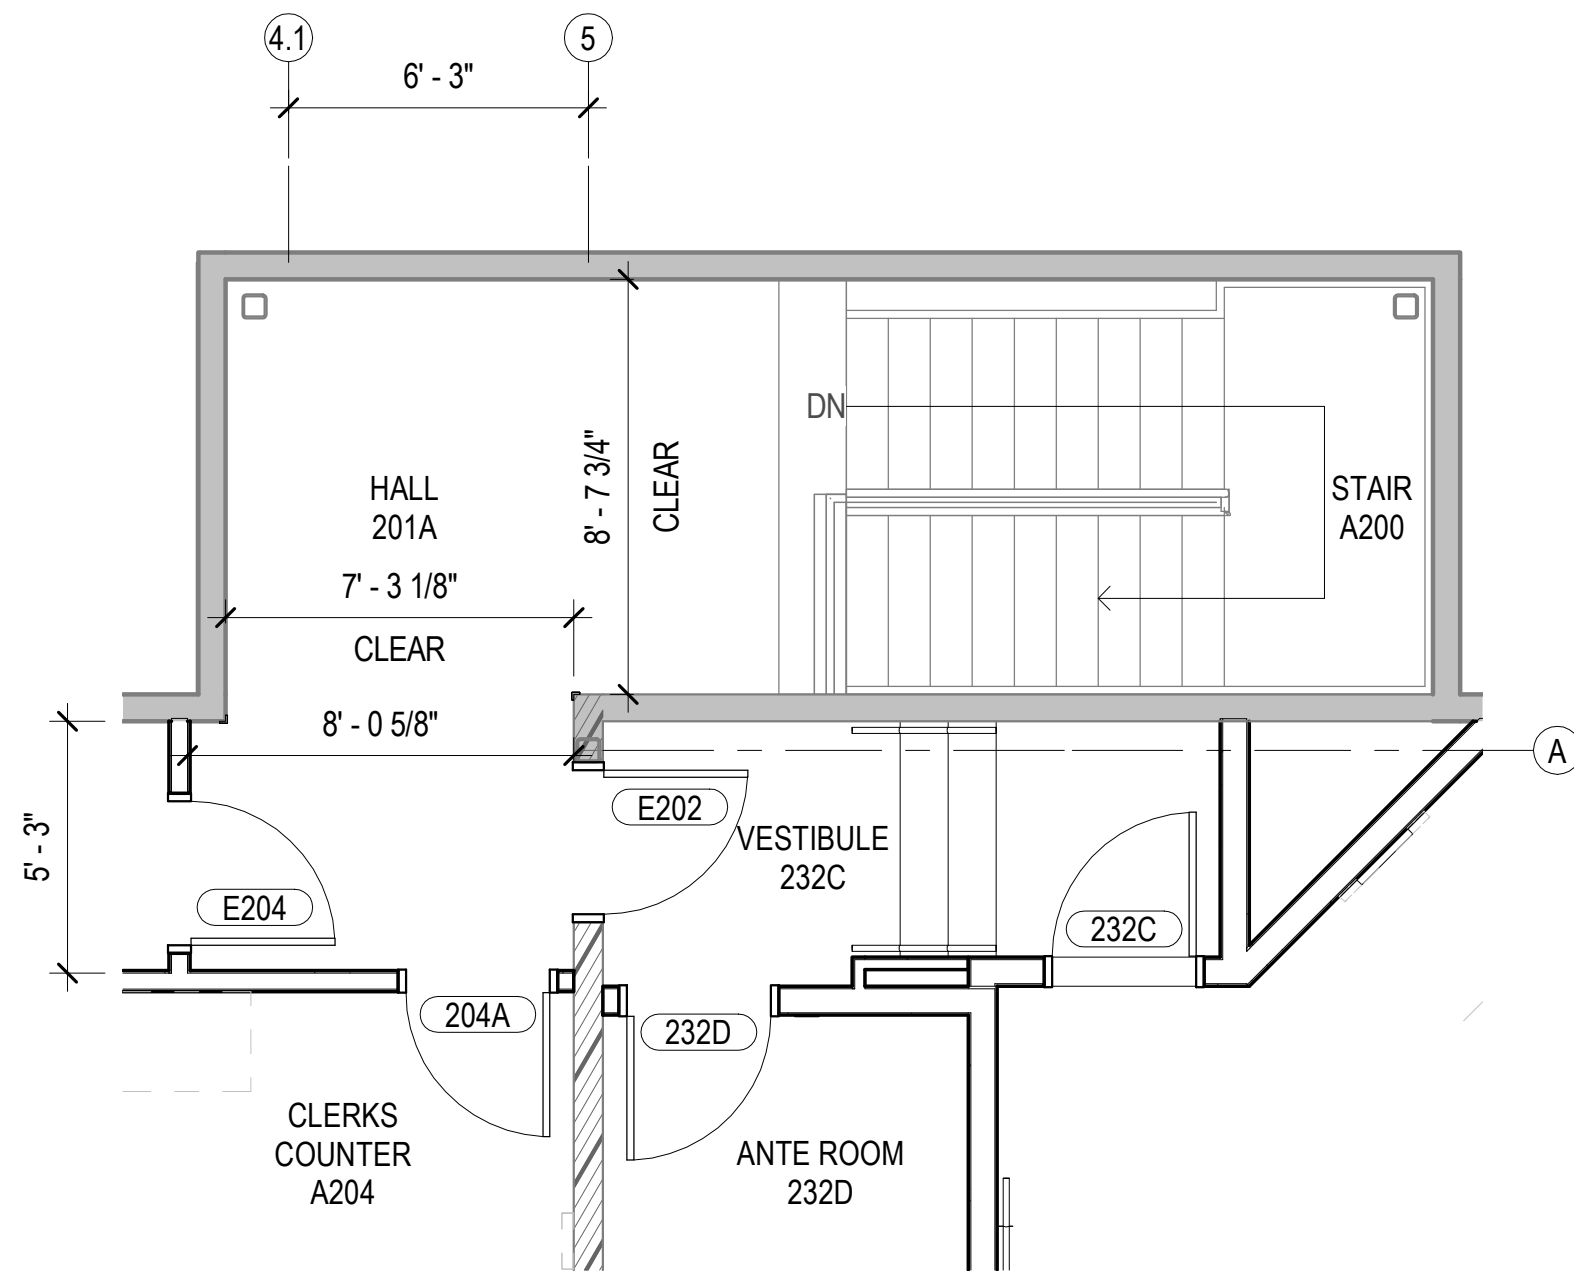 4.1
5
6' - 3"
DN
8' - 7 3/4"
CLEAR
HALL
201A
STAIR
A200
7' - 3 1/8"
CLEAR
8' - 0 5/8"
A
5' - 3"
E202
VESTIBULE
232C
E204
232C
204A
232D
CLERKS
COUNTER
A204
ANTE ROOM
232D